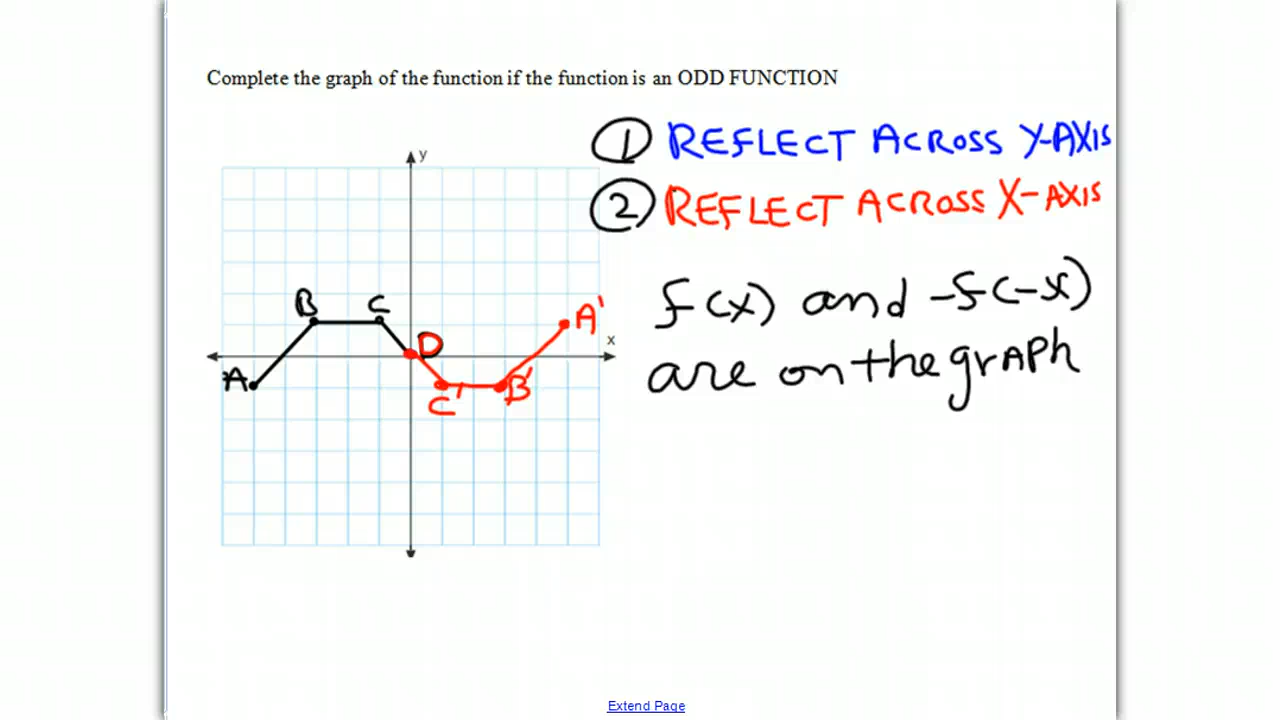 Complete the graph of the function if the function is an ODD FUNCTION
① REFLECT ACROSS Y-AXIS
② REFLECT ACROSS X-AXIS
f(x) and -f(-x)
are on the graph
y
x
A
B
C
D
C'
B'
A'
Extend Page